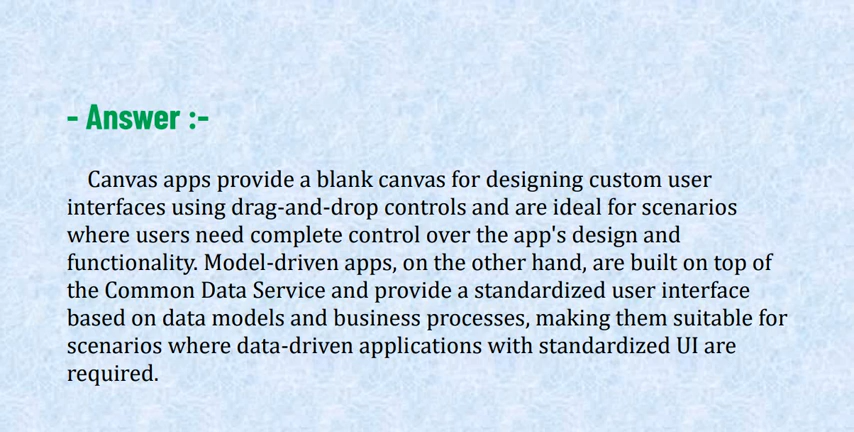 - Answer :-
Canvas apps provide a blank canvas for designing custom user
interfaces using drag-and-drop controls and are ideal for scenarios
where users need complete control over the app's design and
functionality. Model-driven apps, on the other hand, are built on top of
the Common Data Service and provide a standardized user interface
based on data models and business processes, making them suitable for
scenarios where data-driven applications with standardized UI are
required.